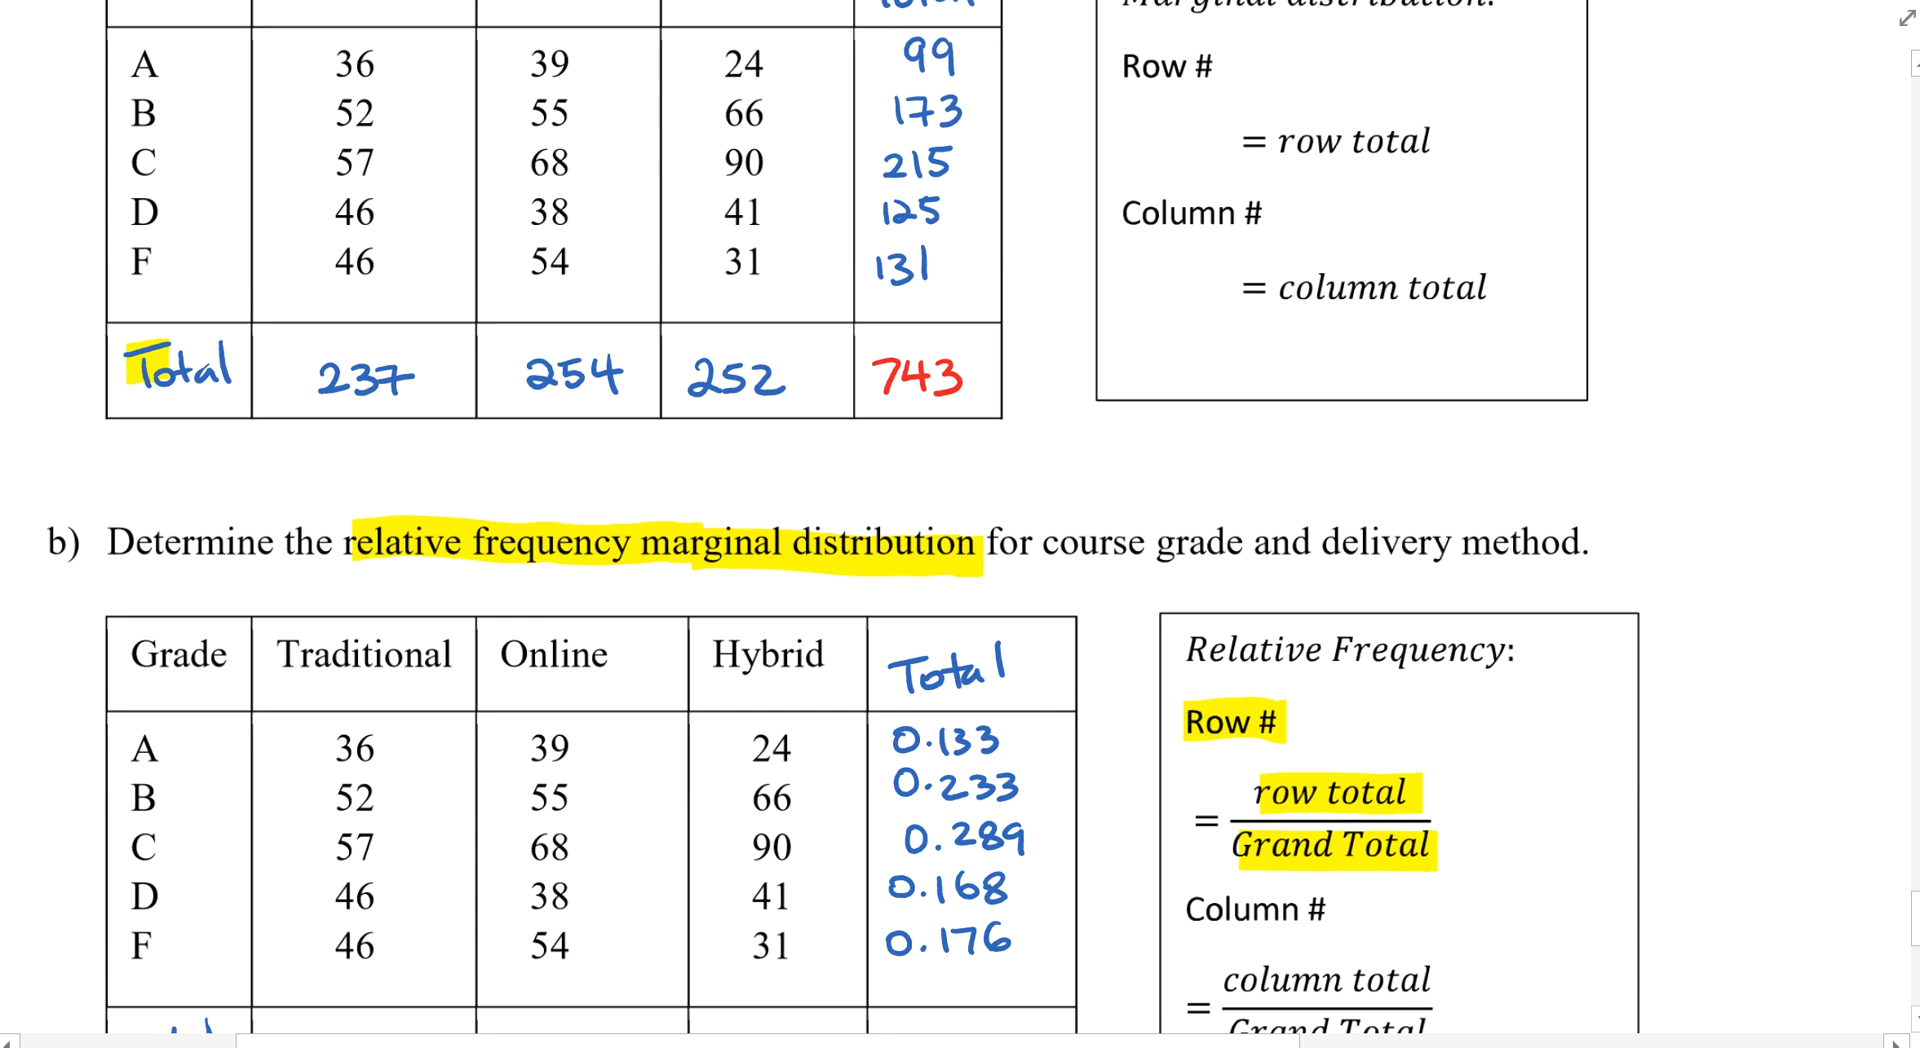 A 36 39 24 99
B 52 55 66 173
C 57 68 90 215
D 46 38 41 125
F 46 54 31 131
Total 237 254 252 743
Row #
= row total
Column #
= column total
b) Determine the relative frequency marginal distribution for course grade and delivery method.
Grade Traditional Online Hybrid Total
A 36 39 24 0.133
B 52 55 66 0.233
C 57 68 90 0.289
D 46 38 41 0.168
F 46 54 31 0.176
Relative Frequency:
Row #
= row total
Grand Total
Column #
= column total
Grand Total